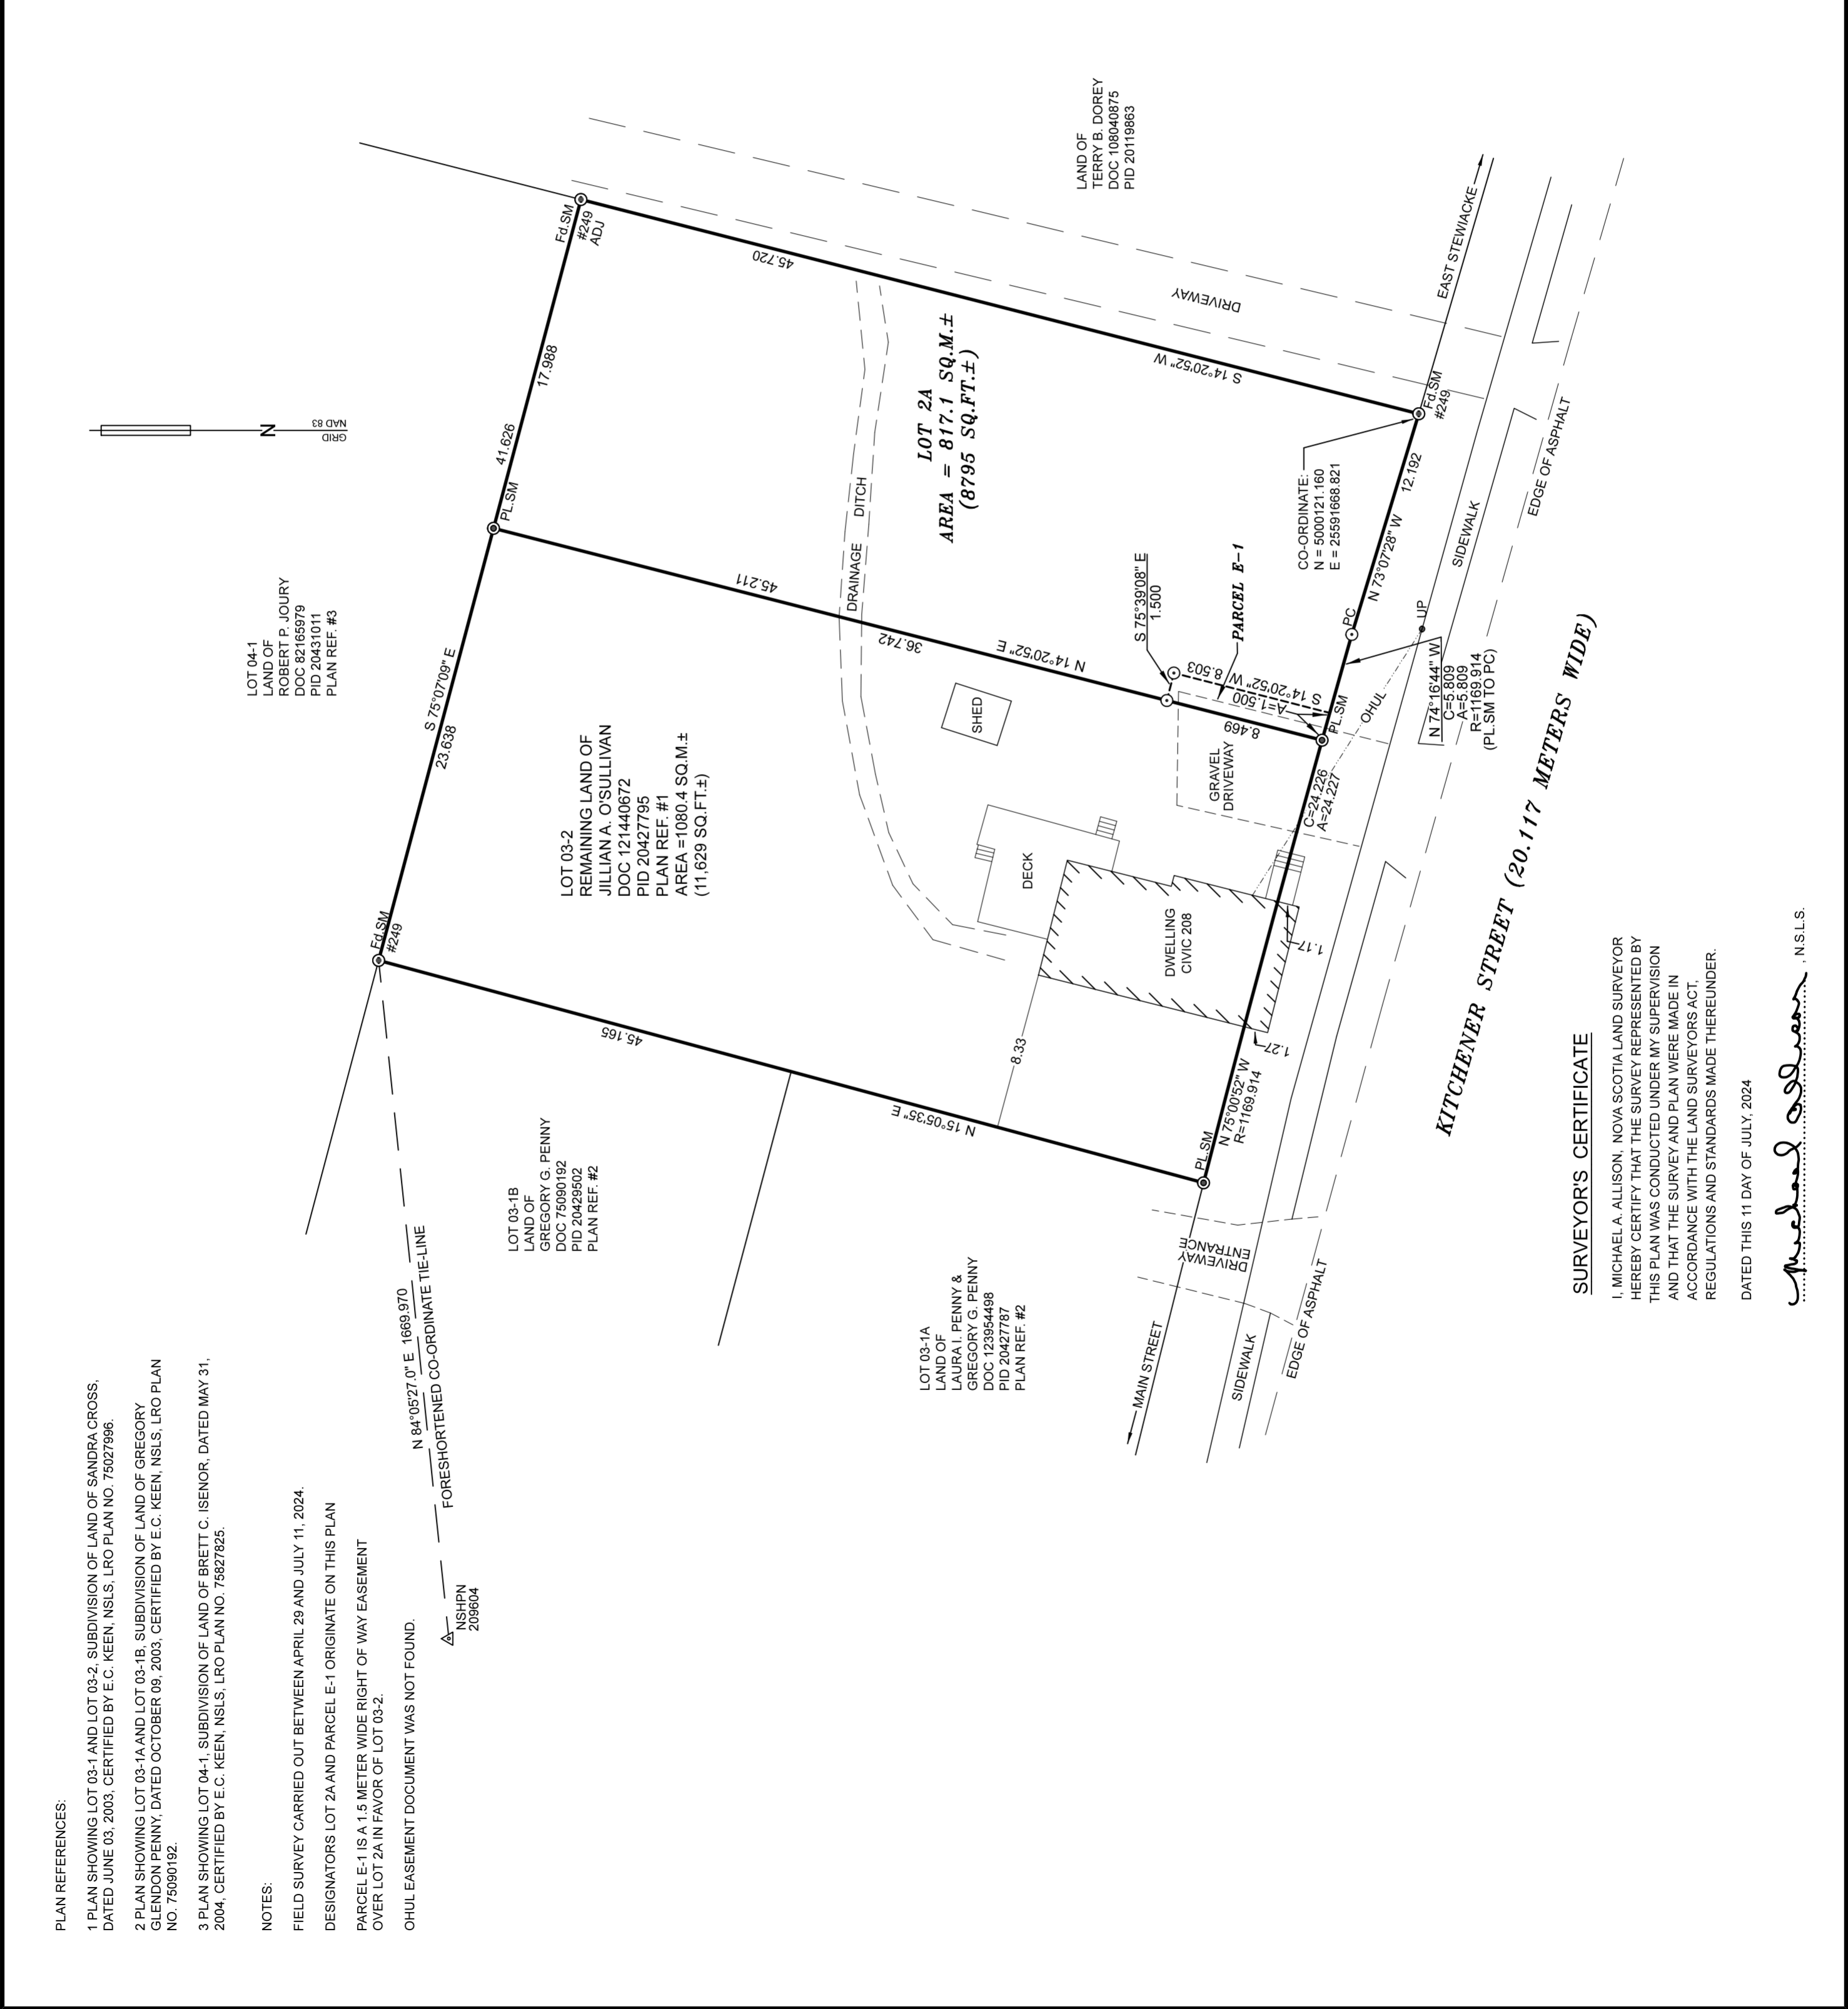 PLAN REFERENCES:
1 PLAN SHOWING LOT 03-1 AND LOT 03-2, SUBDIVISION OF LAND OF SANDRA CROSS,
DATED JUNE 03, 2003, CERTIFIED BY E.C. KEEN, NSLS, LRO PLAN NO. 75027996.
2 PLAN SHOWING LOT 03-1A AND LOT 03-1B, SUBDIVISION OF LAND OF GREGORY
GLENDON PENNY, DATED OCTOBER 09, 2003, CERTIFIED BY E.C. KEEN, NSLS, LRO PLAN
NO. 75090192.
3 PLAN SHOWING LOT 04-1, SUBDIVISION OF LAND OF BRETT C. ISENOR, DATED MAY 31,
2004, CERTIFIED BY E.C. KEEN, NSLS, LRO PLAN NO. 75827825.
NOTES:
FIELD SURVEY CARRIED OUT BETWEEN APRIL 29 AND JULY 11, 2024.
DESIGNATORS LOT 2A AND PARCEL E-1 ORIGINATE ON THIS PLAN
PARCEL E-1 IS A 1.5 METER WIDE RIGHT OF WAY EASEMENT
OVER LOT 2A IN FAVOR OF LOT 03-2.
OHUL EASEMENT DOCUMENT WAS NOT FOUND.
NSHPN
209604
N 84°05'27.0" E 1669.970
FORESHORTENED CO-ORDINATE TIE-LINE
GRID
NAD 83
N
LOT 04-1
LAND OF
ROBERT P. JOURY
DOC 82165979
PID 20431011
PLAN REF. #3
LOT 03-1B
LAND OF
GREGORY G. PENNY
DOC 75090192
PID 20429502
PLAN REF. #2
LOT 03-1A
LAND OF
LAURA I. PENNY &
GREGORY G. PENNY
DOC 123954498
PID 20427787
PLAN REF. #2
LAND OF
TERRY B. DOREY
DOC 108040875
PID 20119863
Fd.SM
#249
S 75°07'09" E
23.638
41.626
17.988
PL.SM
Fd.SM
#249
ADJ
45.165
N 15°05'35" E
45.211
36.742
N 14°20'52" E
45.720
S 14°20'52" W
LOT 03-2
REMAINING LAND OF
JILLIAN A. O'SULLIVAN
DOC 121440672
PID 20427795
PLAN REF. #1
AREA =1080.4 SQ.M.±
(11,629 SQ.FT.±)
LOT 2A
AREA = 817.1 SQ.M.±
(8795 SQ.FT.±)
DRAINAGE DITCH
SHED
DECK
DWELLING
CIVIC 208
8.33
1.27
1.17
GRAVEL
DRIVEWAY
8.469
S 75°39'08" E
1.500
PARCEL E-1
8.503
S 14°20'52" W
A=1.500
PL.SM
C=24.226
A=24.227
N 75°00'52" W
R=1169.914
PL.SM
CO-ORDINATE:
N = 5000121.160
E = 25591668.821
Fd.SM
#249
12.192
N 73°07'28" W
PC
UP
OHUL
N 74°16'44" W
C=5.809
A=5.809
R=1169.914
(PL.SM TO PC)
DRIVEWAY
EAST STEWIACKE
SIDEWALK
EDGE OF ASPHALT
DRIVEWAY
ENTRANCE
MAIN STREET
SIDEWALK
EDGE OF ASPHALT
KITCHENER STREET (20.117 METERS WIDE)
SURVEYOR'S CERTIFICATE
I, MICHAEL A. ALLISON, NOVA SCOTIA LAND SURVEYOR
HEREBY CERTIFY THAT THE SURVEY REPRESENTED BY
THIS PLAN WAS CONDUCTED UNDER MY SUPERVISION
AND THAT THE SURVEY AND PLAN WERE MADE IN
ACCORDANCE WITH THE LAND SURVEYORS ACT,
REGULATIONS AND STANDARDS MADE THEREUNDER.
DATED THIS 11 DAY OF JULY, 2024
Michael Allison, N.S.L.S.